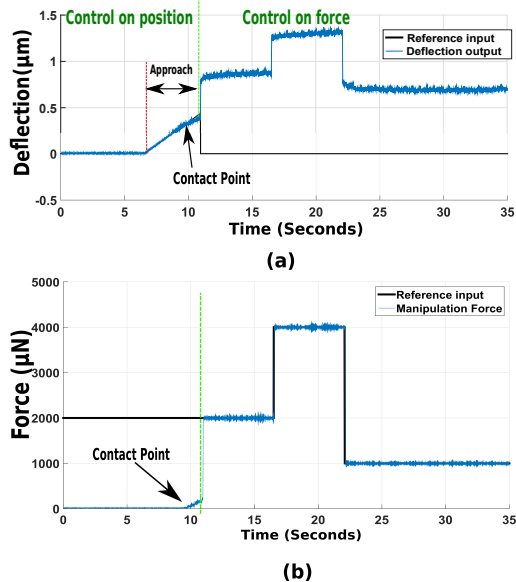 Control on position Control on force
1.5
1
0.5
0
-0.5
Deflection(μm)
Reference input
Deflection output
Approach
Contact Point
0 5 10 15 20 25 30 35
Time (Seconds)
(a)
5000
4000
3000
2000
1000
0
Force (μN)
Reference input
Manipulation Force
Contact Point
0 5 10 15 20 25 30 35
Time (Seconds)
(b)